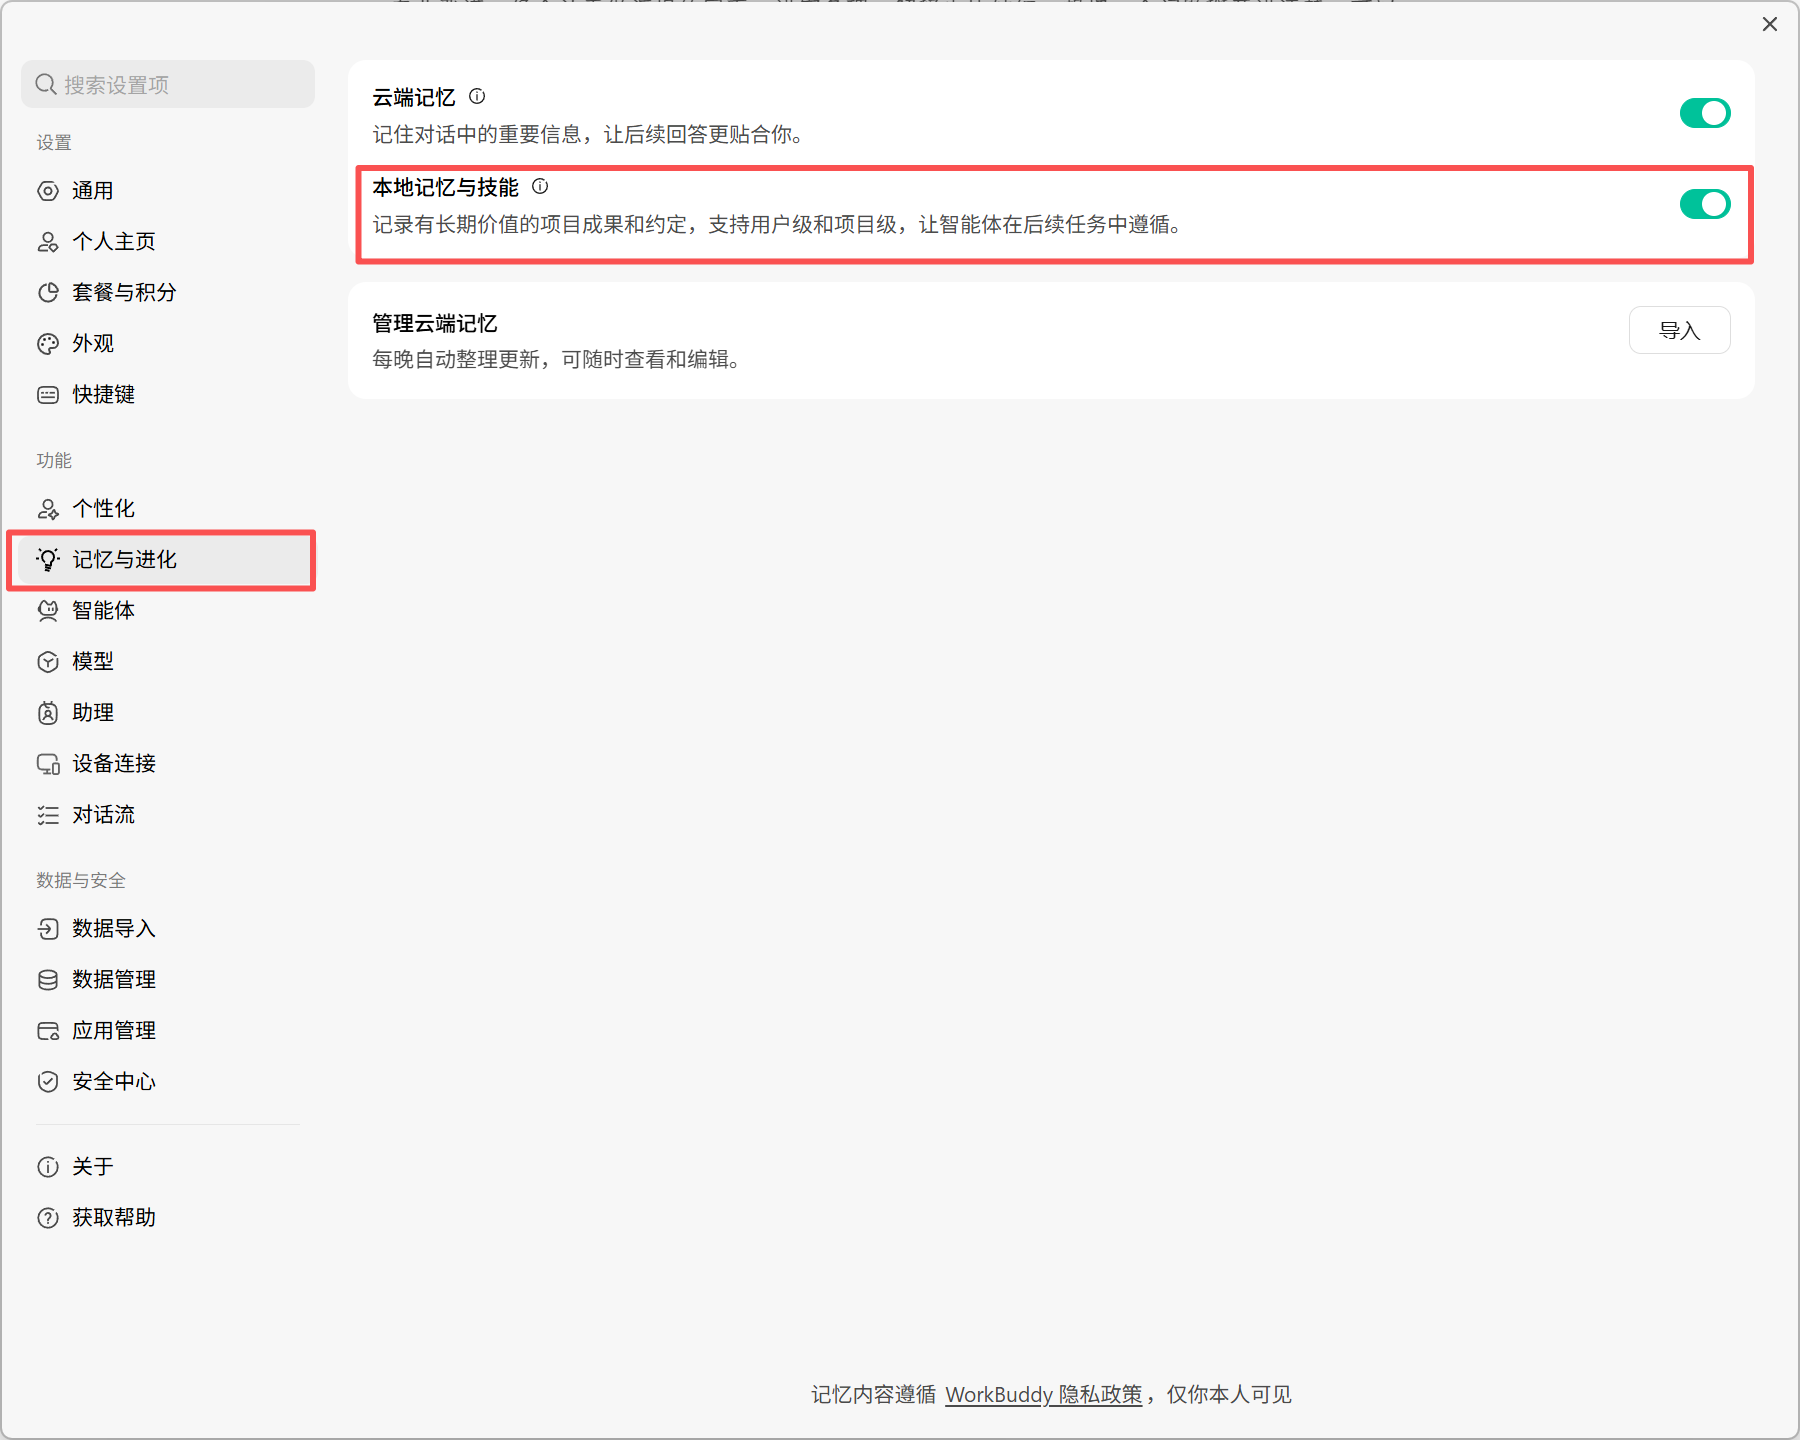 搜索设置项
设置
通用
个人主页
套餐与积分
外观
快捷键
功能
个性化
记忆与进化
智能体
模型
助理
设备连接
对话流
数据与安全
数据导入
数据管理
应用管理
安全中心
关于
获取帮助
云端记忆
记住对话中的重要信息，让后续回答更贴合你。
本地记忆与技能
记录有长期价值的项目成果和约定，支持用户级和项目级，让智能体在后续任务中遵循。
管理云端记忆
每晚自动整理更新，可随时查看和编辑。
导入
记忆内容遵循 WorkBuddy 隐私政策，仅你本人可见